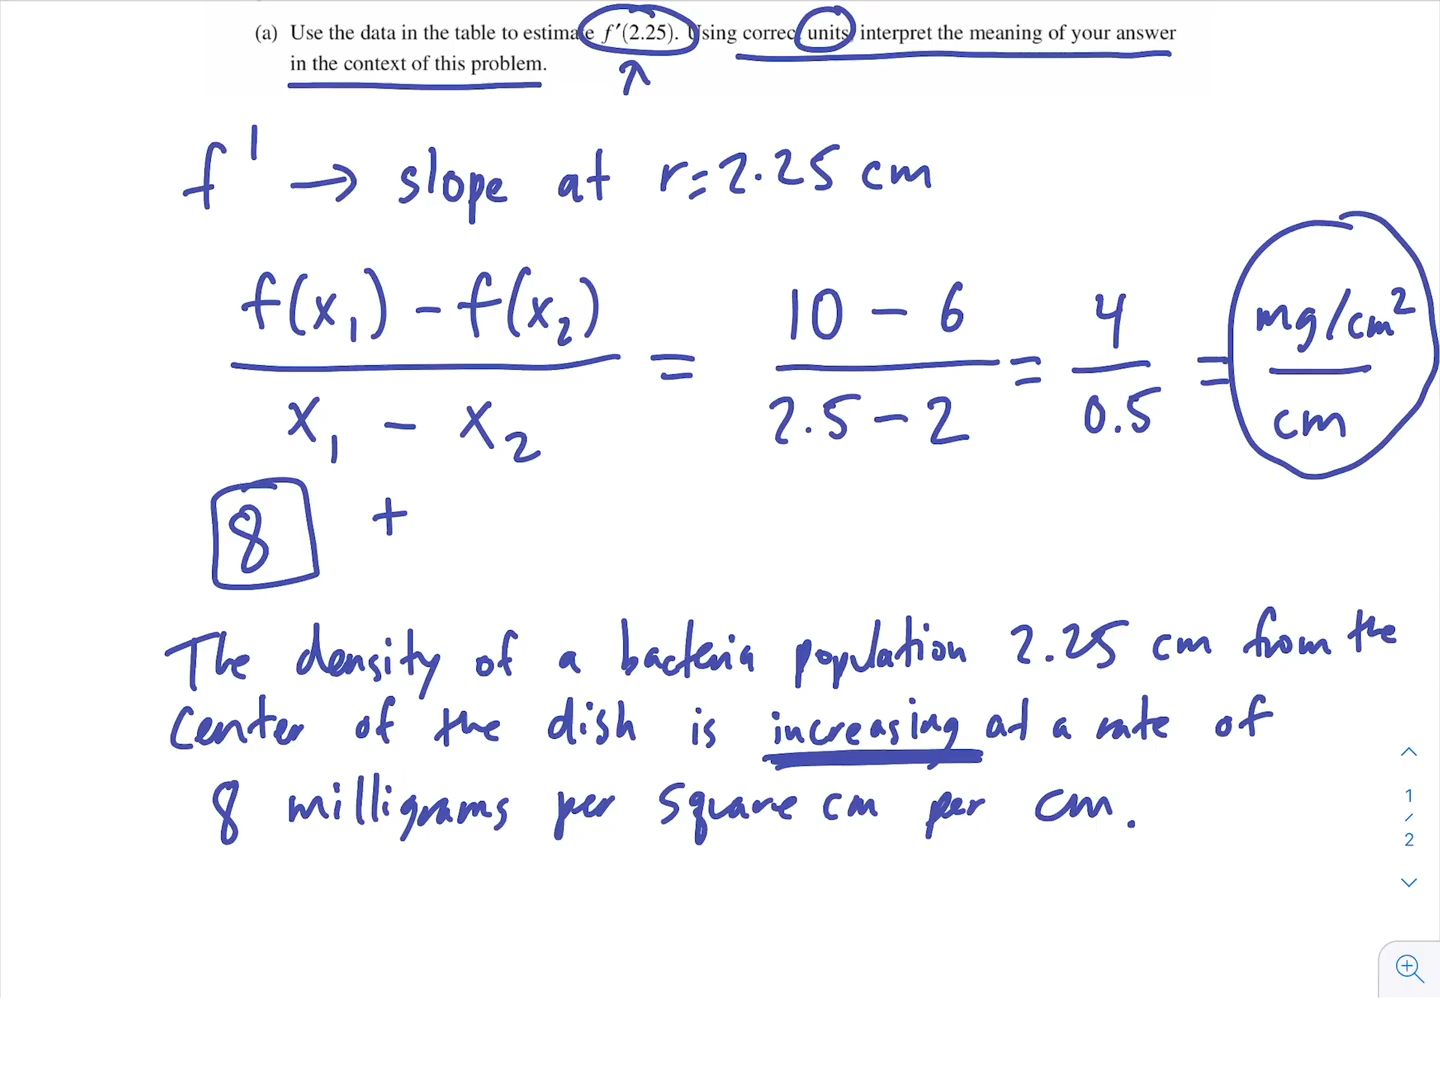 (a) Use the data in the table to estimate f′(2.25). Using correct units, interpret the meaning of your answer
in the context of this problem.
f' → slope at r=2.25 cm
f(x₁) - f(x₂) / x₁ - x₂ = 10 - 6 / 2.5 - 2 = 4 / 0.5 = mg/cm² / cm
8 +
The density of a bacteria population 2.25 cm from the
center of the dish is increasing at a rate of
8 milligrams per square cm per cm.
1
/
2